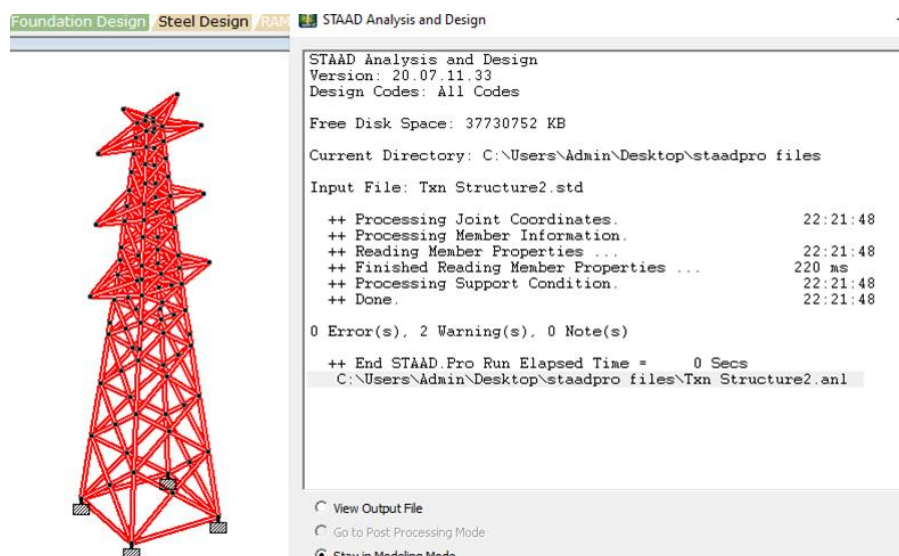 Foundation Design Steel Design RAM
STAAD Analysis and Design
STAAD Analysis and Design
Version: 20.07.11.33
Design Codes: All Codes
Free Disk Space: 37730752 KB
Current Directory: C:\Users\Admin\Desktop\staadpro files
Input File: Txn Structure2.std
++ Processing Joint Coordinates. 22:21:48
++ Processing Member Information.
++ Reading Member Properties ... 22:21:48
++ Finished Reading Member Properties ... 220 ms
++ Processing Support Condition. 22:21:48
++ Done. 22:21:48
0 Error(s), 2 Warning(s), 0 Note(s)
++ End STAAD.Pro Run Elapsed Time = 0 Secs
C:\Users\Admin\Desktop\staadpro files\Txn Structure2.anl
View Output File
Go to Post Processing Mode
Stay in Modeling Mode